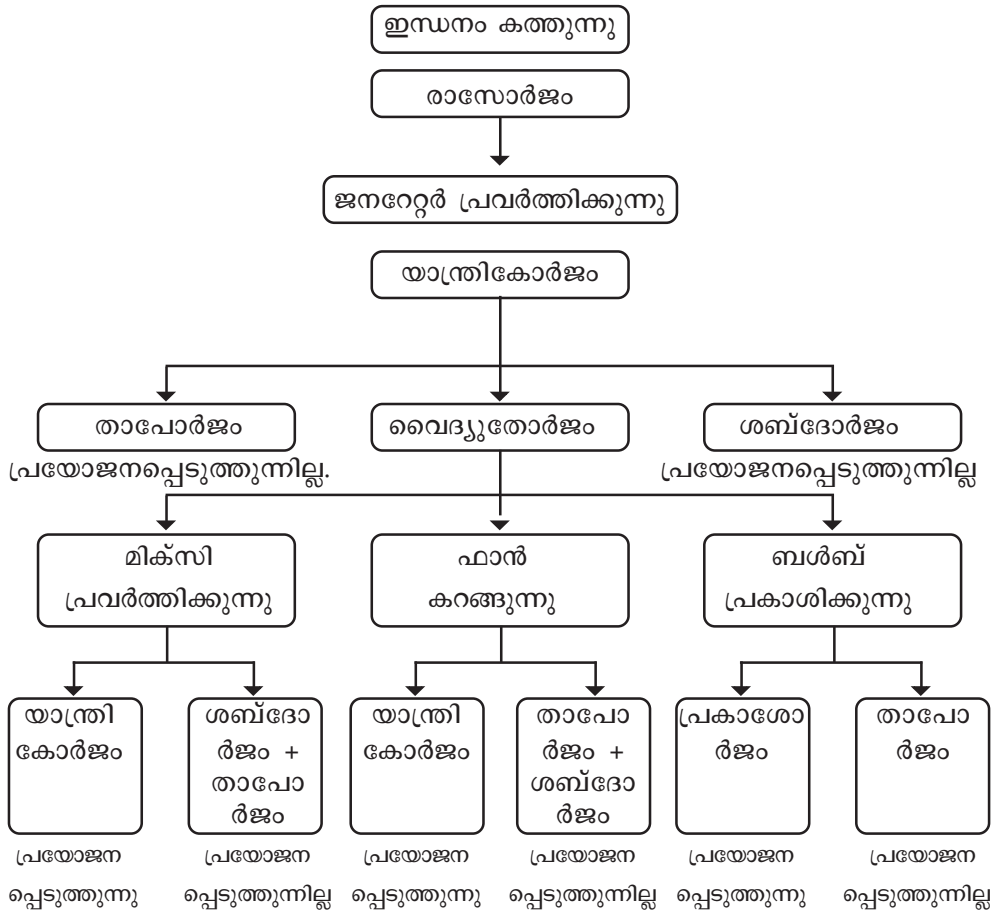 ഇന്ധനം കത്തുന്നു
രാസോർജം
ജനറേറ്റർ പ്രവർത്തിക്കുന്നു
യാന്ത്രികോർജം
താപോർജം
വൈദ്യുതോർജം
ശബ്ദോർജം
പ്രയോജനപ്പെടുത്തുന്നില്ല.
പ്രയോജനപ്പെടുത്തുന്നില്ല
മിക്സി
പ്രവർത്തിക്കുന്നു
ഫാൻ
കറങ്ങുന്നു
ബൾബ്
പ്രകാശിക്കുന്നു
യാന്ത്രി
കോർജം
ശബ്ദോ
ർജം +
താപോ
ർജം
യാന്ത്രി
കോർജം
താപോ
ർജം +
ശബ്ദോ
ർജം
പ്രകാശോ
ർജം
താപോ
ർജം
പ്രയോജന
പ്പെടുത്തുന്നു
പ്രയോജന
പ്പെടുത്തുന്നില്ല
പ്രയോജന
പ്പെടുത്തുന്നു
പ്രയോജന
പ്പെടുത്തുന്നില്ല
പ്രയോജന
പ്പെടുത്തുന്നു
പ്രയോജന
പ്പെടുത്തുന്നില്ല